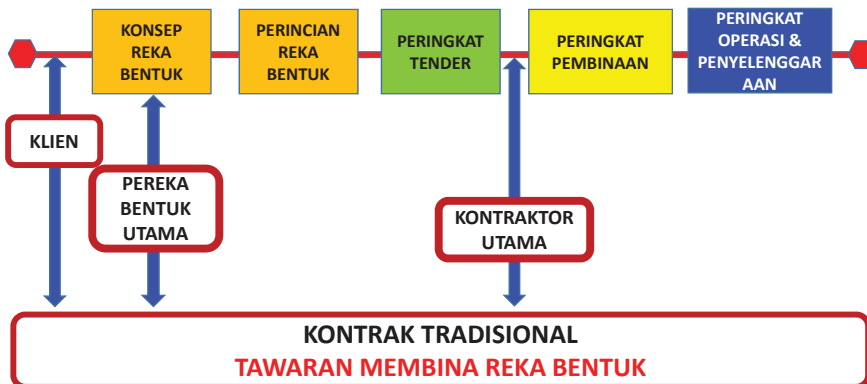 KONSEP
REKA
BENTUK
PERINCIAN
REKA
BENTUK
PERINGKAT
TENDER
PERINGKAT
PEMBINAAN
PERINGKAT
OPERASI &
PENYELENGGAR
AAN
KLIEN
PEREKA
BENTUK
UTAMA
KONTRAKTOR
UTAMA
KONTRAK TRADISIONAL
TAWARAN MEMBINA REKA BENTUK